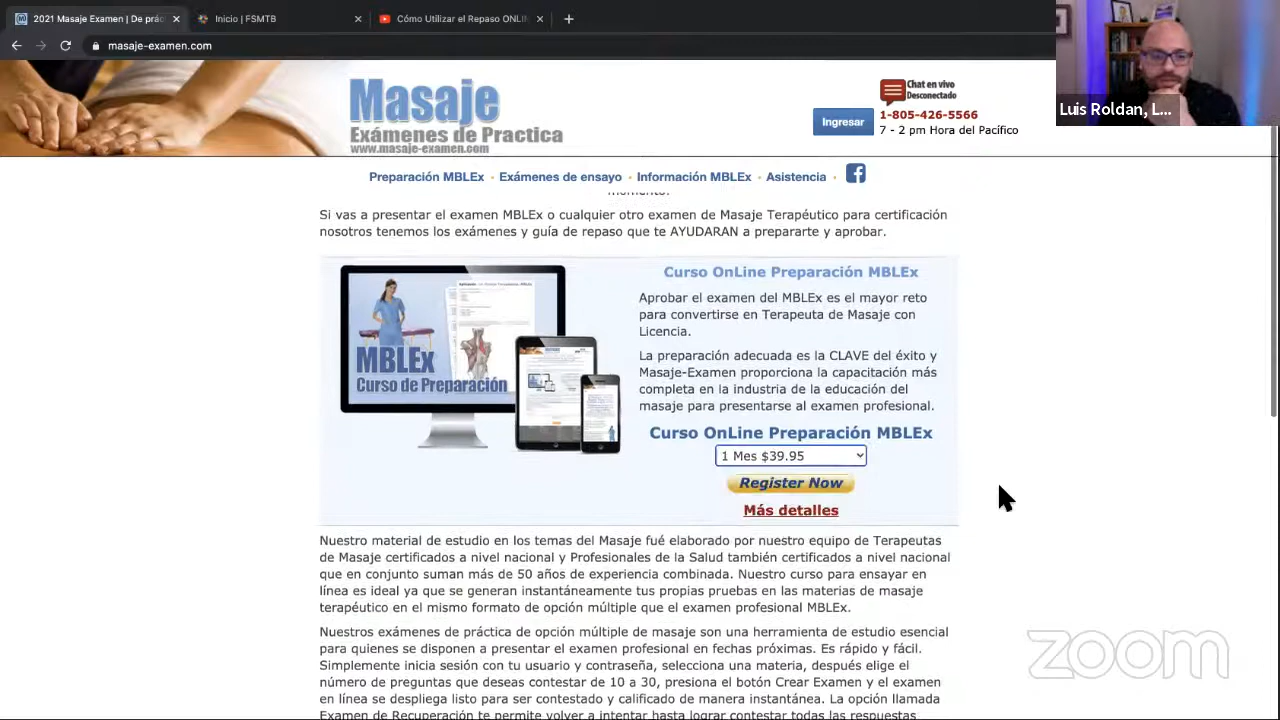 2021 Masaje Examen | De prác
Inicio | FSMTB
Cómo Utilizar el Repaso ONLI
masaje-examen.com
Luis Roldan, L...
Masaje
Exámenes de Practica
www.masaje-examen.com
Chat en vivo
Desconectado
Ingresar
1-805-426-5566
7 - 2 pm Hora del Pacífico
Preparación MBLEx · Exámenes de ensayo · Información MBLEx · Asistencia ·
momento.
Si vas a presentar el examen MBLEx o cualquier otro examen de Masaje Terapéutico para certificación
nosotros tenemos los exámenes y guía de repaso que te AYUDARAN a prepararte y aprobar.
MBLEx
Curso de Preparación
Curso OnLine Preparación MBLEx
Aprobar el examen del MBLEx es el mayor reto
para convertirse en Terapeuta de Masaje con
Licencia.
La preparación adecuada es la CLAVE del éxito y
Masaje-Examen proporciona la capacitación más
completa en la industria de la educación del
masaje para presentarse al examen profesional.
Curso OnLine Preparación MBLEx
1 Mes $39.95
Register Now
Más detalles
Nuestro material de estudio en los temas del Masaje fué elaborado por nuestro equipo de Terapeutas
de Masaje certificados a nivel nacional y Profesionales de la Salud también certificados a nivel nacional
que en conjunto suman más de 50 años de experiencia combinada. Nuestro curso para ensayar en
línea es ideal ya que se generan instantáneamente tus propias pruebas en las materias de masaje
terapéutico en el mismo formato de opción múltiple que el examen profesional MBLEx.
Nuestros exámenes de práctica de opción múltiple de masaje son una herramienta de estudio esencial
para quienes se disponen a presentar el examen profesional en fechas próximas. Es rápido y fácil.
Simplemente inicia sesión con tu usuario y contraseña, selecciona una materia, después elige el
número de preguntas que deseas contestar de 10 a 30, presiona el botón Crear Examen y el examen
en línea se despliega listo para ser contestado y calificado de manera instantánea. La opción llamada
Examen de Recuperación te permite volver a intentar hasta lograr contestar todas las respuestas
zoom